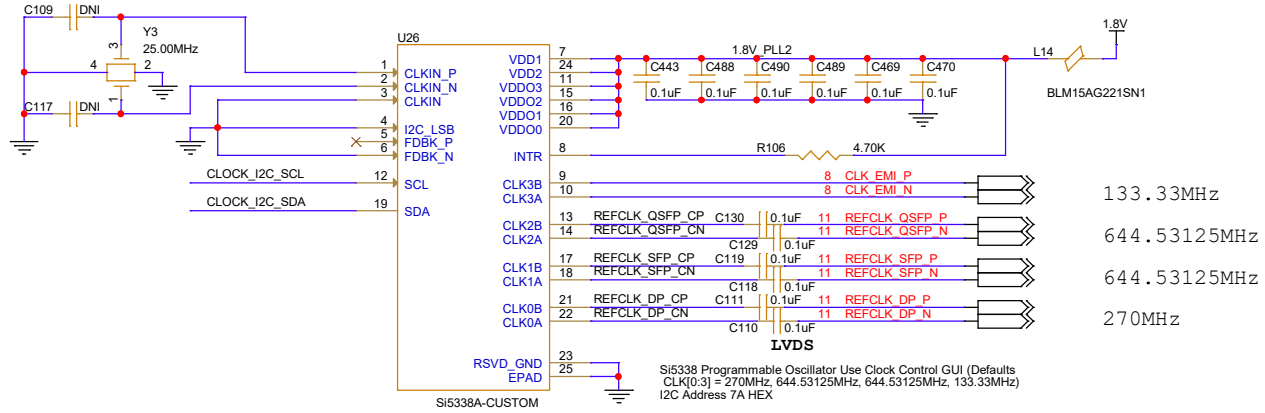 C109 DNI
Y3
25.00MHz
3
4 2
1
C117 DNI
U26
1 CLKIN_P
2 CLKIN_N
3 CLKIN
4 I2C_LSB
5 FDBK_P
6 FDBK_N
CLOCK_I2C_SCL 12 SCL
CLOCK_I2C_SDA 19 SDA
VDD1 7
VDD2 24
VDDO3 11
VDDO2 15
VDDO1 16
VDDO0 20
INTR 8
CLK3B 9
CLK3A 10
CLK2B 13
CLK2A 14
CLK1B 17
CLK1A 18
CLK0B 21
CLK0A 22
RSVD_GND 23
EPAD 25
Si5338A-CUSTOM
1.8V_PLL2
C443 C488 C490 C489 C469 C470
0.1uF 0.1uF 0.1uF 0.1uF 0.1uF 0.1uF
L14
1.8V
BLM15AG221SN1
R106 4.70K
8 CLK_EMI_P
8 CLK_EMI_N
133.33MHz
REFCLK_QSFP_CP C130 0.1uF 11 REFCLK_QSFP_P
REFCLK_QSFP_CN C129 0.1uF 11 REFCLK_QSFP_N
644.53125MHz
REFCLK_SFP_CP C119 0.1uF 11 REFCLK_SFP_P
REFCLK_SFP_CN C118 0.1uF 11 REFCLK_SFP_N
644.53125MHz
REFCLK_DP_CP C111 0.1uF 11 REFCLK_DP_P
REFCLK_DP_CN C110 0.1uF 11 REFCLK_DP_N
270MHz
LVDS
Si5338 Programmable Oscillator Use Clock Control GUI (Defaults
CLK[0:3] = 270MHz, 644.53125MHz, 644.53125MHz, 133.33MHz)
I2C Address 7A HEX